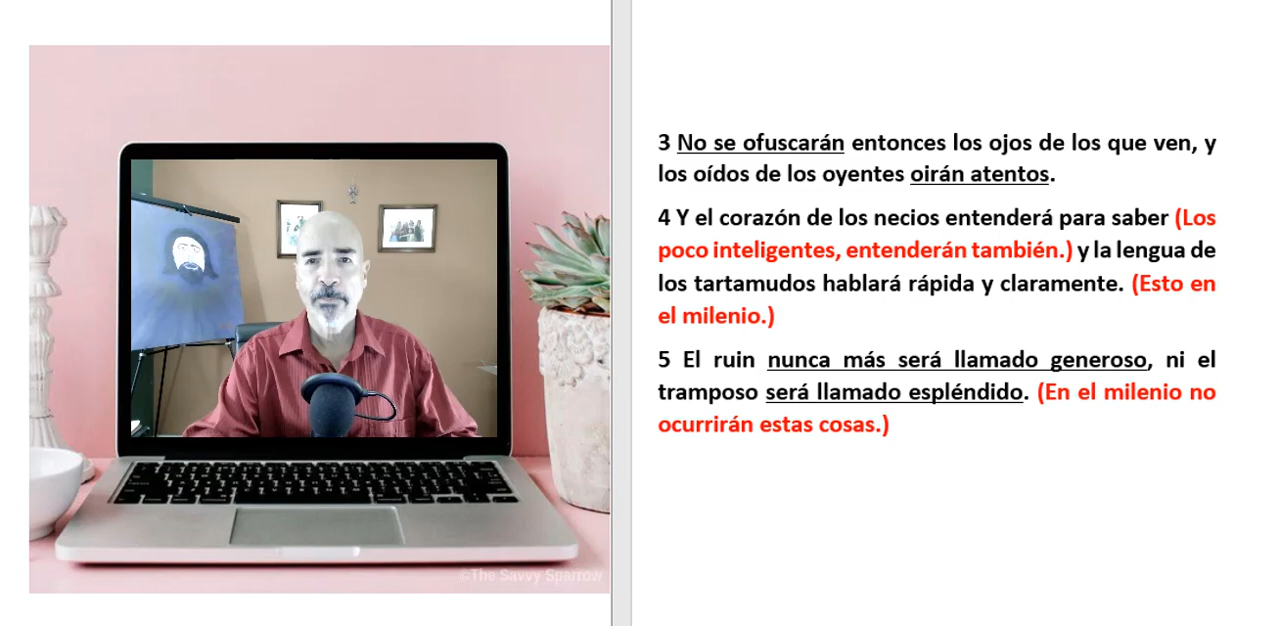 3 No se ofuscarán entonces los ojos de los que ven, y
los oídos de los oyentes oirán atentos.
4 Y el corazón de los necios entenderá para saber (Los
poco inteligentes, entenderán también.) y la lengua de
los tartamudos hablará rápida y claramente. (Esto en
el milenio.)
5 El ruin nunca más será llamado generoso, ni el
tramposo será llamado espléndido. (En el milenio no
ocurrirán estas cosas.)
©The Savvy Sparrow